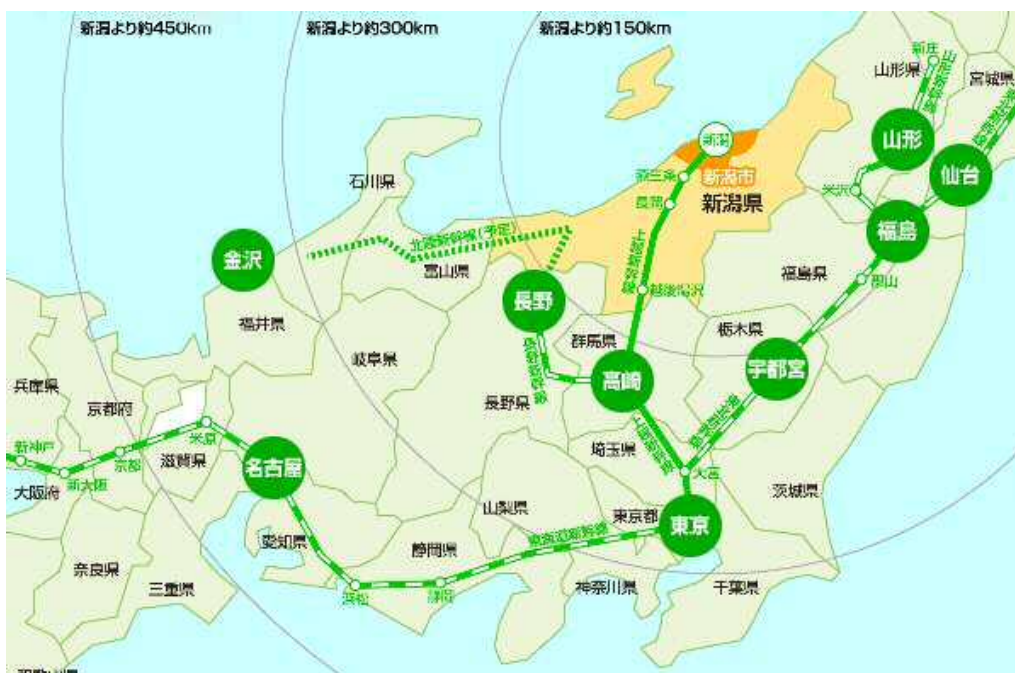 新潟より約450km
新潟より約300km
新潟より約150km
新庄
山形県
宮城県
山形
新潟
仙台
石川県
新三条
新潟市
米沢
長岡
新潟県
北陸新幹線(予定)
福島
金沢
富山県
福島県
郡山
長野
上越新幹線
越後湯沢
福井県
栃木県
群馬県
岐阜県
宇都宮
高崎
長野新幹線
兵庫県
長野県
京都府
東北新幹線
米原
埼玉県
上越新幹線
新神戸
京都
滋賀県
名古屋
大宮
大阪府
新大阪
茨城県
山梨県
東京都
東京
愛知県
静岡県
東海道新幹線
奈良県
三重県
浜松
静岡
神奈川県
千葉県